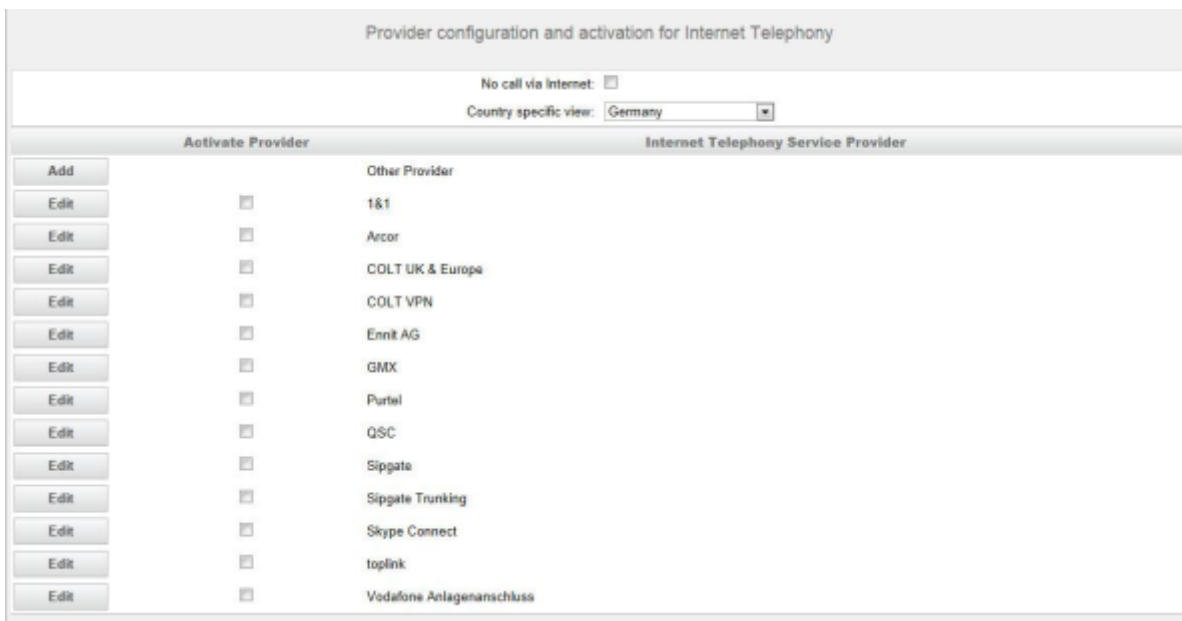 Provider configuration and activation for Internet Telephony
No call via Internet:
Country specific view: Germany
Activate Provider Internet Telephony Service Provider
Add Other Provider
Edit 1&1
Edit Arcor
Edit COLT UK & Europe
Edit COLT VPN
Edit Ennit AG
Edit GMX
Edit Purtel
Edit QSC
Edit Sipgate
Edit Sipgate Trunking
Edit Skype Connect
Edit toplink
Edit Vodafone Anlagenanschluss